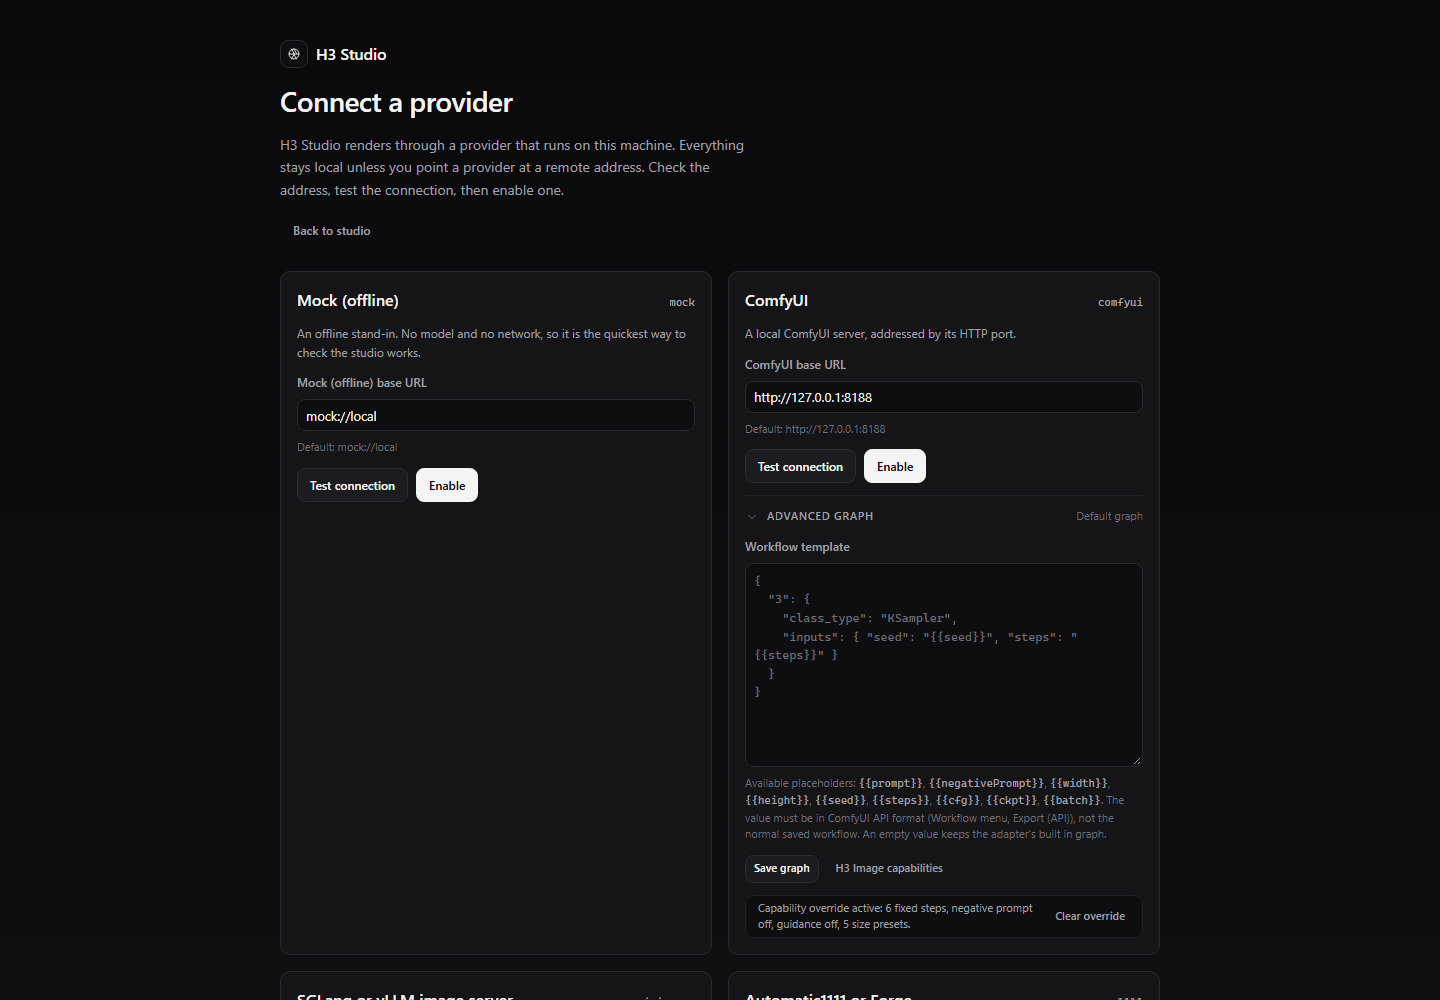 H3 Studio
Connect a provider
H3 Studio renders through a provider that runs on this machine. Everything
stays local unless you point a provider at a remote address. Check the
address, test the connection, then enable one.
Back to studio
Mock (offline)
mock
An offline stand-in. No model and no network, so it is the quickest way to
check the studio works.
Mock (offline) base URL
mock://local
Default: mock://local
Test connection
Enable
ComfyUI
comfyui
A local ComfyUI server, addressed by its HTTP port.
ComfyUI base URL
http://127.0.0.1:8188
Default: http://127.0.0.1:8188
Test connection
Enable
ADVANCED GRAPH
Default graph
Workflow template
{
"3": {
"class_type": "KSampler",
"inputs": { "seed": "{{seed}}", "steps": "
{{steps}}" }
}
}
Available placeholders: {{prompt}}, {{negativePrompt}}, {{width}},
{{height}}, {{seed}}, {{steps}}, {{cfg}}, {{ckpt}}, {{batch}}. The
value must be in ComfyUI API format (Workflow menu, Export (API)), not the
normal saved workflow. An empty value keeps the adapter's built in graph.
Save graph
H3 Image capabilities
Capability override active: 6 fixed steps, negative prompt
off, guidance off, 5 size presets.
Clear override
SGLang or vLLM image server
Automatic1111 or Forge